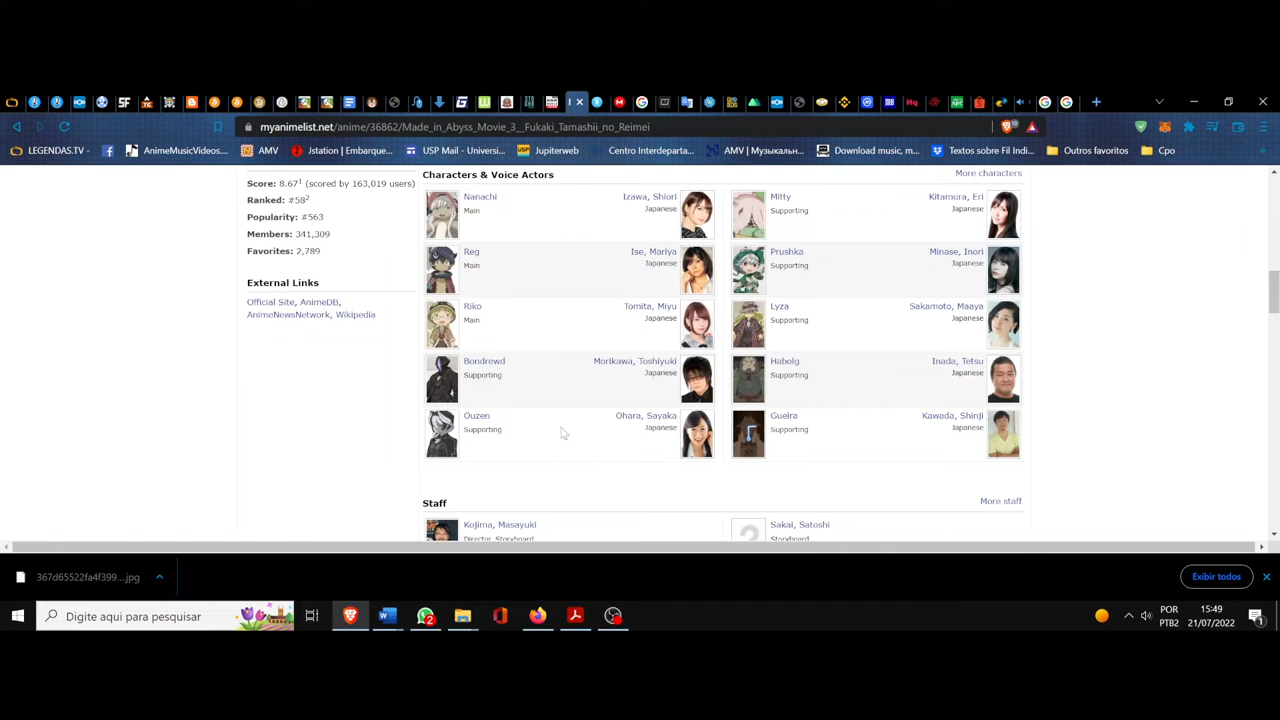 myanimelist.net/anime/36862/Made_in_Abyss_Movie_3__Fukaki_Tamashii_no_Reimei
LEGENDAS.TV - AnimeMusicVideos.... AMV Jstation | Embarque... USP Mail - Universi... Jupiterweb Centro Interdeparta... AMV | Музыкальн... Download music, m... Textos sobre Fil Indi... Outros favoritos Cpo
Score: 8.67¹ (scored by 163,019 users)
Ranked: #58²
Popularity: #563
Members: 341,309
Favorites: 2,789
External Links
Official Site, AnimeDB,
AnimeNewsNetwork, Wikipedia
Characters & Voice Actors More characters
Nanachi Izawa, Shiori Mitty Kitamura, Eri
Main Japanese Supporting Japanese
Reg Ise, Mariya Prushka Minase, Inori
Main Japanese Supporting Japanese
Riko Tomita, Miyu Lyza Sakamoto, Maaya
Main Japanese Supporting Japanese
Bondrewd Morikawa, Toshiyuki Habolg Inada, Tetsu
Supporting Japanese Supporting Japanese
Ouzen Ohara, Sayaka Gueira Kawada, Shinji
Supporting Japanese Supporting Japanese
Staff More staff
Kojima, Masayuki Sakai, Satoshi
Director, Storyboard Storyboard
367d65522fa4f399....jpg Exibir todos
Digite aqui para pesquisar
POR 15:49
PTB2 21/07/2022